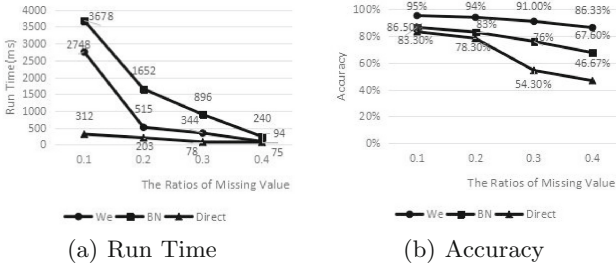 4000
3500
3000
2500
2000
1500
1000
500
0
Run Time(ms)
3678
2748
1652
896
515
344
240
312
203
78
94
75
0.1 0.2 0.3 0.4
The Ratios of Missing Value
We BN Direct
(a) Run Time
100%
80%
60%
40%
20%
0%
Accuracy
95% 94% 91.00% 86.33%
86.50% 83% 76% 67.60%
83.30% 78.30% 54.30% 46.67%
0.1 0.2 0.3 0.4
The Ratios of Missing Value
We BN Direct
(b) Accuracy